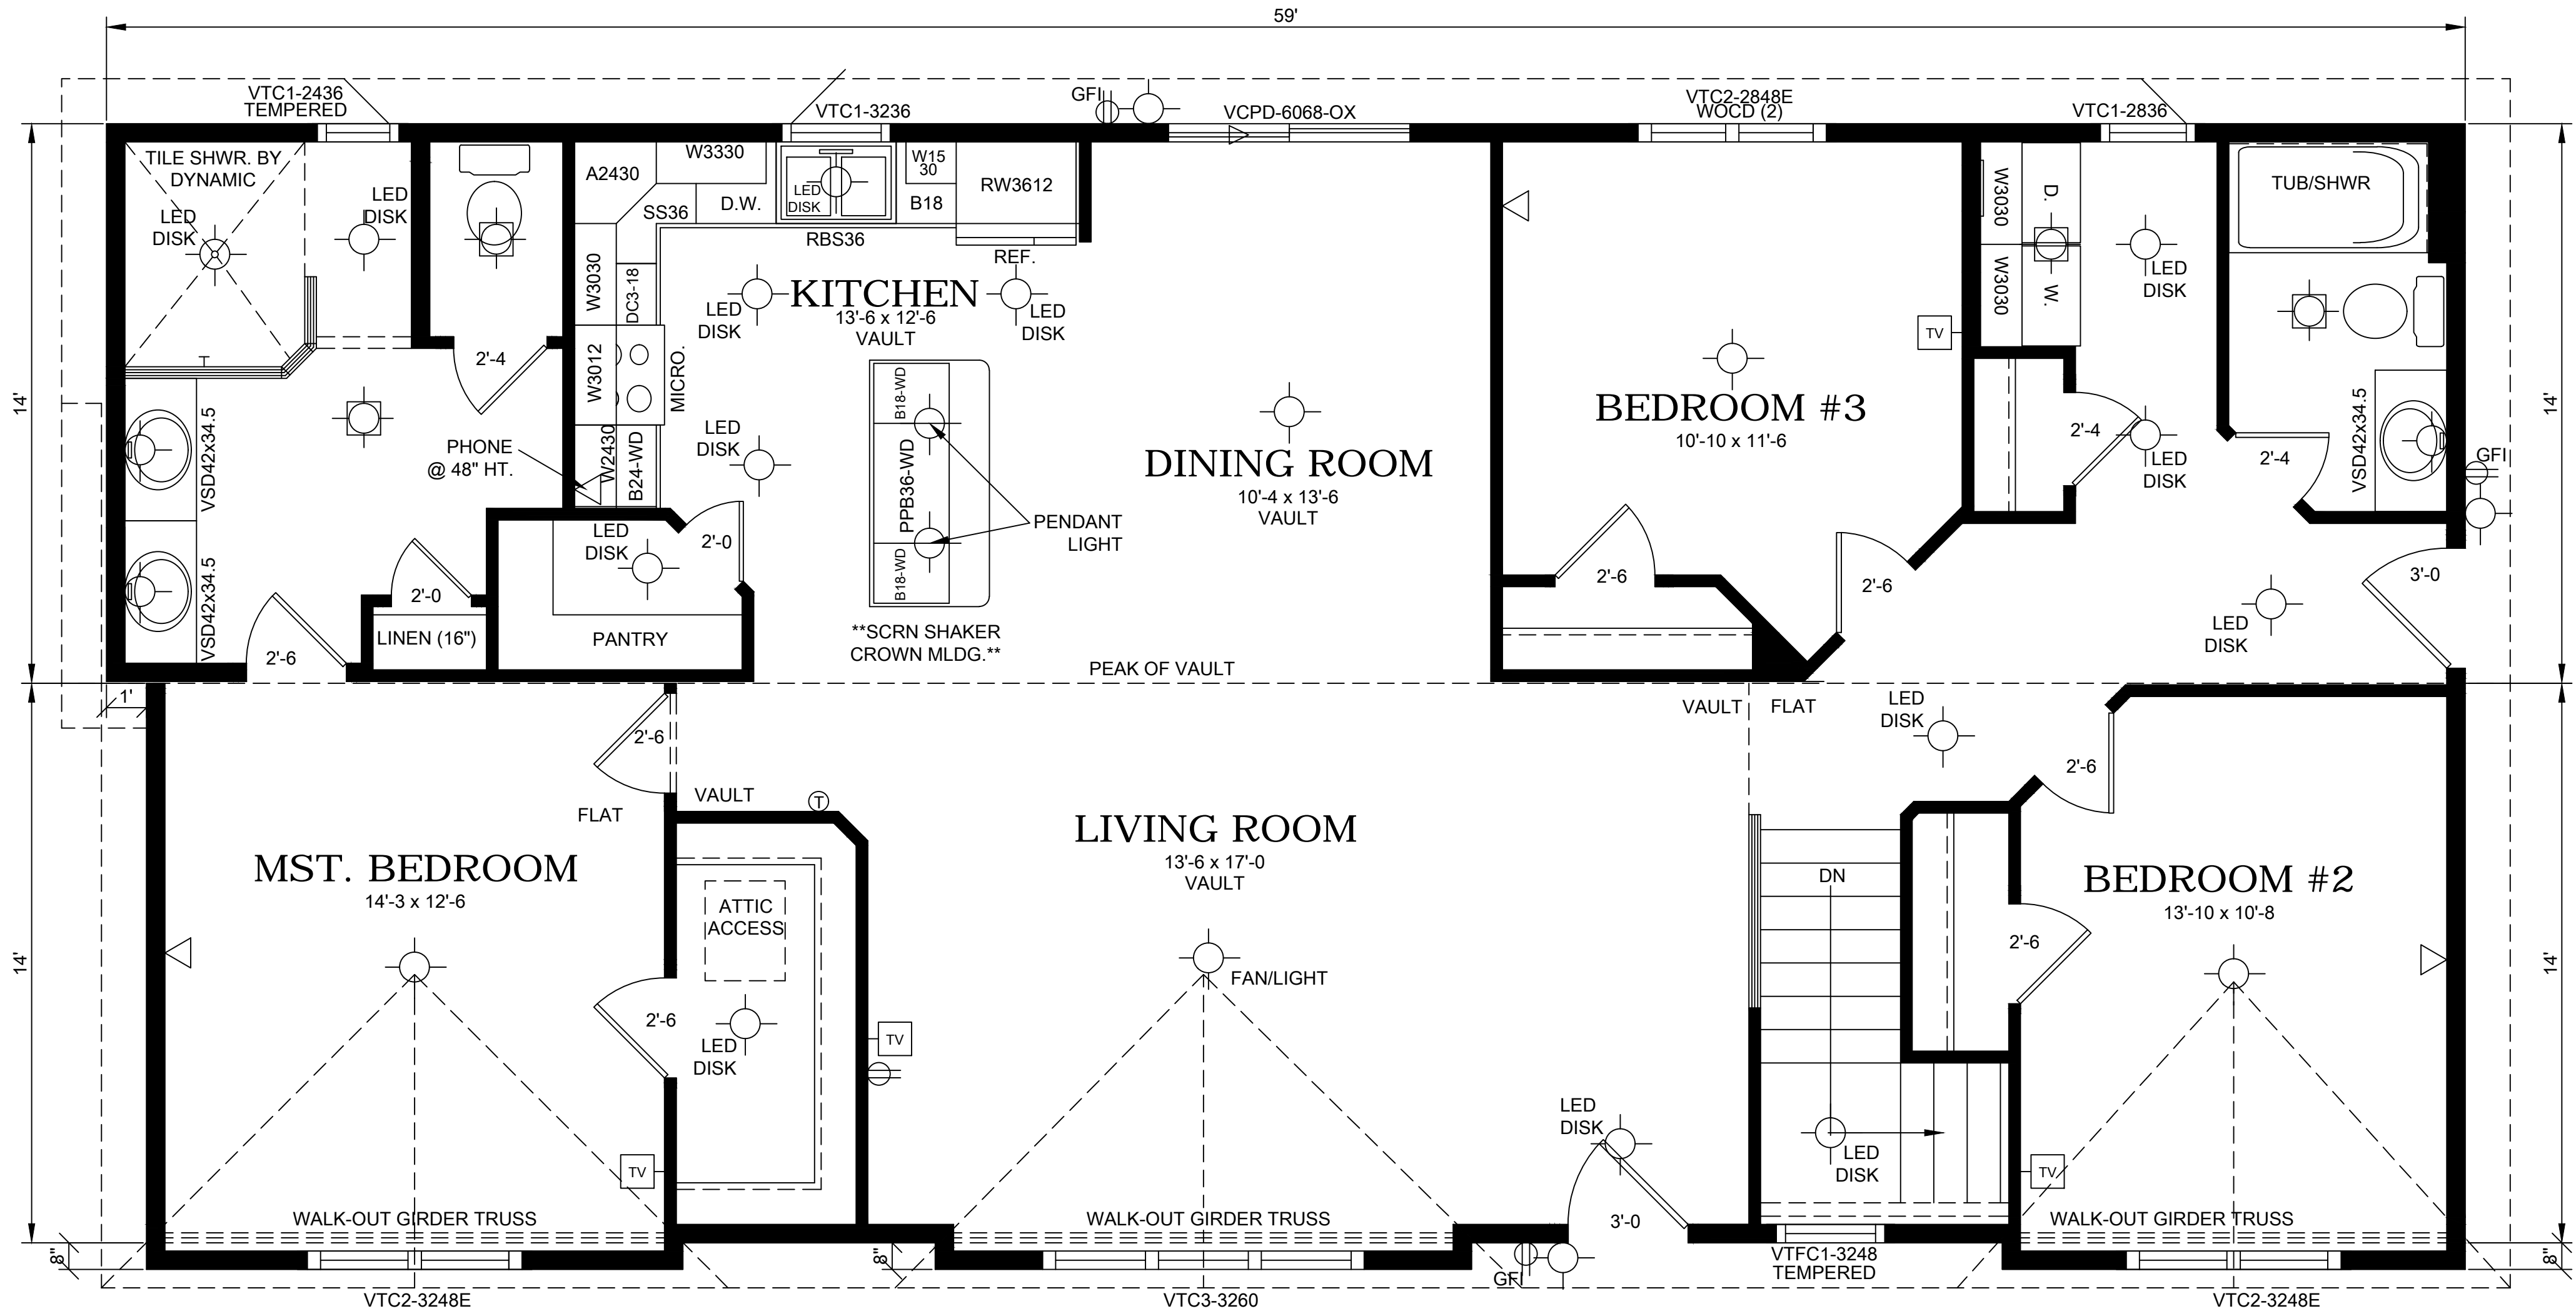 59'
VTC1-2436
TEMPERED
VTC1-3236
GFI
VCPD-6068-OX
VTC2-2848E
WOCD (2)
VTC1-2836
14'
14'
TILE SHWR. BY
DYNAMIC
LED
DISK
LED
DISK
2'-4
VSD42x34.5
VSD42x34.5
PHONE
@ 48" HT.
2'-0
LINEN (16")
2'-6
A2430
W3330
SS36
D.W.
LED
DISK
RBS36
W15
30
B18
RW3612
REF.
W3030
DC3-18
W3012
MICRO.
W2430
B24-WD
LED
DISK
KITCHEN
13'-6 x 12'-6
VAULT
LED
DISK
LED
DISK
B18-WD
PPB36-WD
B18-WD
PENDANT
LIGHT
LED
DISK
2'-0
PANTRY
**SCRN SHAKER
CROWN MLDG.**
DINING ROOM
10'-4 x 13'-6
VAULT
PEAK OF VAULT
BEDROOM #3
10'-10 x 11'-6
TV
2'-6
2'-6
W3030
W3030
D.
W.
LED
DISK
2'-4
LED
DISK
TUB/SHWR
VSD42x34.5
2'-4
GFI
3'-0
LED
DISK
1'
14'
14'
2'-6
FLAT
VAULT
T
MST. BEDROOM
14'-3 x 12'-6
ATTIC
ACCESS
2'-6
LED
DISK
TV
TV
WALK-OUT GIRDER TRUSS
LIVING ROOM
13'-6 x 17'-0
VAULT
FAN/LIGHT
WALK-OUT GIRDER TRUSS
VAULT
FLAT
LED
DISK
DN
LED
DISK
LED
DISK
3'-0
2'-6
BEDROOM #2
13'-10 x 10'-8
2'-6
TV
WALK-OUT GIRDER TRUSS
8"
8"
8"
VTC2-3248E
VTC3-3260
GFI
VTFC1-3248
TEMPERED
VTC2-3248E